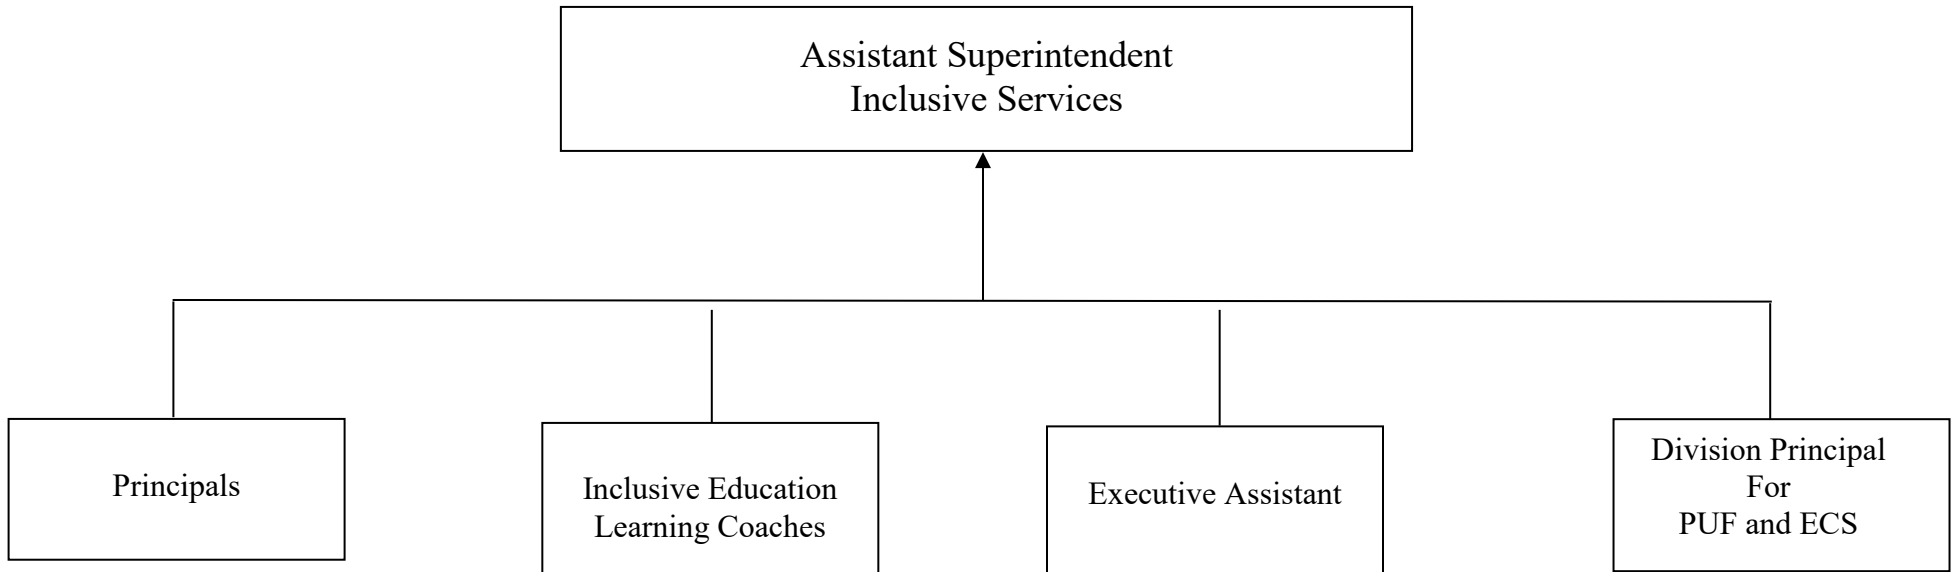 Assistant Superintendent
Inclusive Services
Principals
Inclusive Education
Learning Coaches
Executive Assistant
Division Principal
For
PUF and ECS